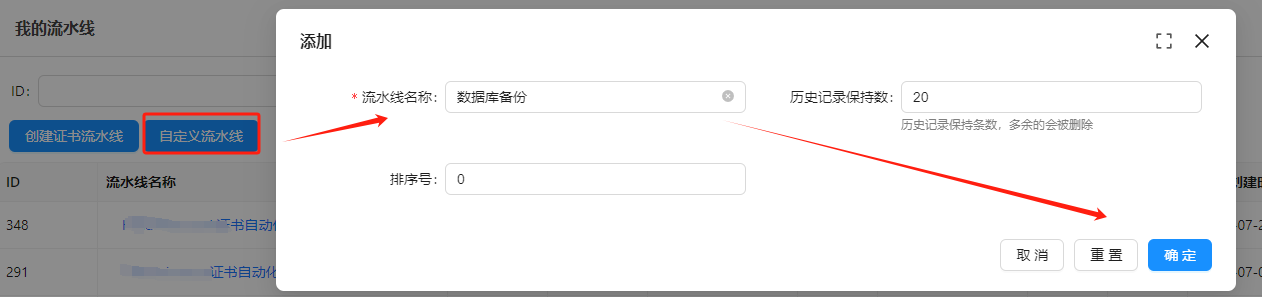 我的流水线
ID:
创建证书流水线 自定义流水线
ID 流水线名称
348 证书自动化
291 证书自动化
添加
* 流水线名称: 数据库备份
历史记录保持数: 20
历史记录保持条数，多余的会被删除
排序号: 0
取消 重置 确定
创建时
-07-2
-07-0